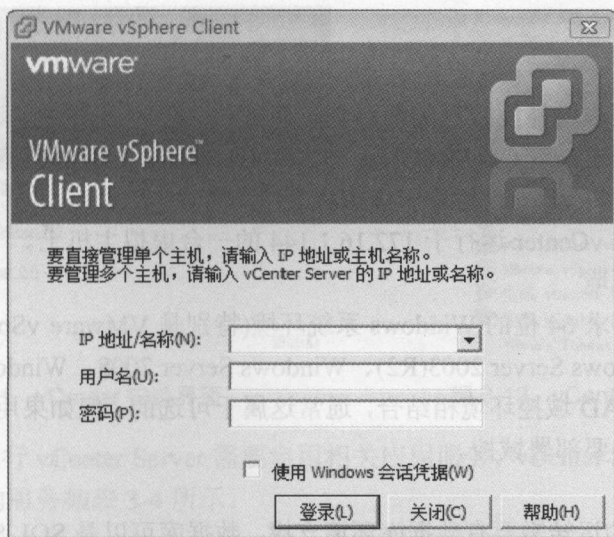 VMware vSphere Client
vmware
VMware vSphere™
Client
要直接管理单个主机，请输入 IP 地址或主机名称。
要管理多个主机，请输入 vCenter Server 的 IP 地址或名称。
IP 地址/名称(N):
用户名(U):
密码(P):
使用 Windows 会话凭据(W)
登录(L)
关闭(C)
帮助(H)